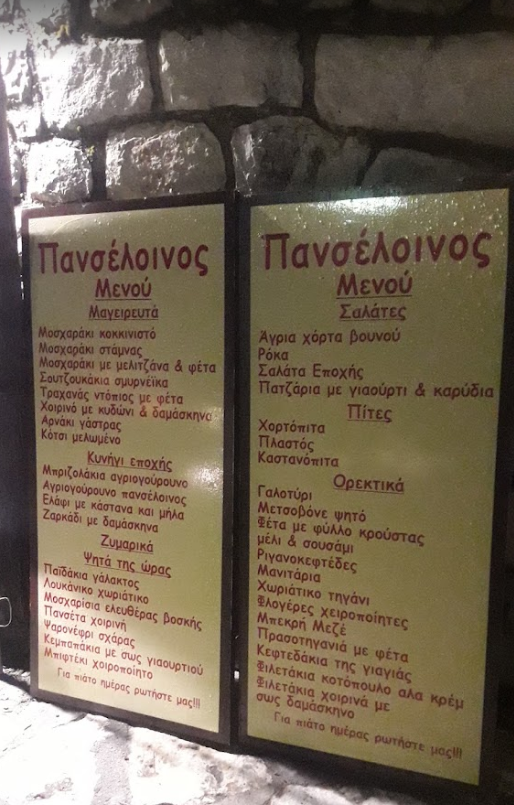 Πανσέλοινος
Μενού
Μαγειρευτά
Μοσχαράκι κοκκινιστό
Μοσχαράκι στάμνας
Μοσχαράκι με μελιτζάνα & φέτα
Σουτζουκάκια σμυρνέϊκα
Τραχανάς ντόπιος με φέτα
Χοιρινό με κυδώνι & δαμάσκηνο
Αρνάκι γάστρας
Κότσι μελωμένο
Κυνήγι εποχής
Μπριζολάκια αγριογούρουνο
Αγριογούρουνο πανσέλοινος
Ελάφι με κάστανα και μήλα
Ζαρκάδι με δαμάσκηνα
Ζυμαρικά
Ψητά της ώρας
Παϊδάκια γάλακτος
Λουκάνικο χωριάτικο
Μοσχαρίσια ελευθέρας βοσκής
Πανσέτα χοιρινή
Ψαρονέφρι σχάρας
Κεμπαπάκια με σως γιαουρτιού
Μπιφτέκι χειροποίητο
Για πιάτο ημέρας ρωτήστε μας!!!
Πανσέλοινος
Μενού
Σαλάτες
Άγρια χόρτα βουνού
Ρόκα
Σαλάτα Εποχής
Πατζάρια με γιαούρτι & καρύδια
Πίτες
Χορτόπιτα
Πλαστός
Καστανόπιτα
Ορεκτικά
Γαλοτύρι
Μετσοβόνε ψητό
Φέτα με φύλλο κρούστας
μέλι & σουσάμι
Ριγανοκεφτέδες
Μανιτάρια
Χωριάτικο τηγάνι
Φλογέρες χειροποίητες
Μπεκρή Μεζέ
Πρασοτηγανιά με φέτα
Κεφτεδάκια της γιαγιάς
Φιλετάκια κοτόπουλο αλα κρέμ
Φιλετάκια χοιρινά με
σως δαμάσκηνο
Για πιάτο ημέρας ρωτήστε μας!!!